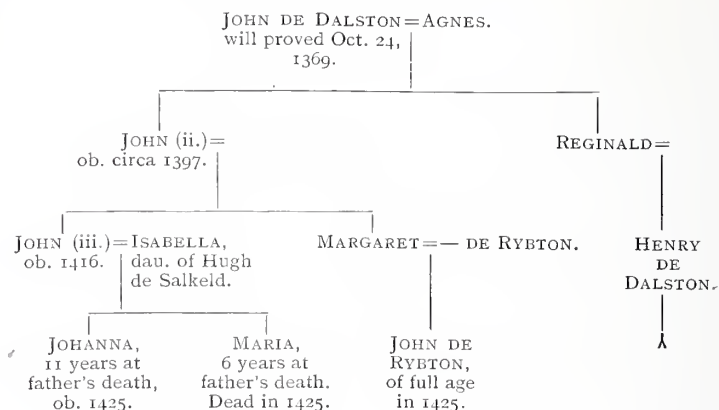 JOHN DE DALSTON=AGNES.
will proved Oct. 24,
1369.
JOHN (ii.)=
ob. circa 1397.
REGINALD=
JOHN (iii.)=ISABELLA,
ob. 1416. dau. of Hugh
de Salkeld.
MARGARET=— DE RYBTON.
HENRY
DE
DALSTON.
JOHANNA,
11 years at
father's death,
ob. 1425.
MARIA,
6 years at
father's death.
Dead in 1425.
JOHN DE
RYBTON,
of full age
in 1425.